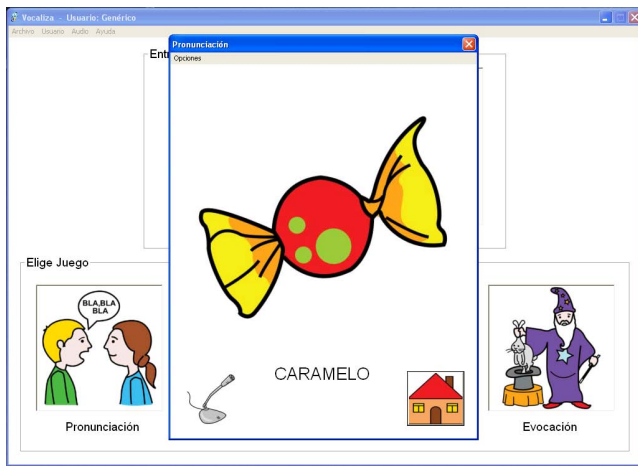 Vocaliza - Usuario: Genérico
Archivo Usuario Audio Ayuda
Pronunciación
Opciones
CARAMELO
Elige Juego
BLA,BLA
BLA
Pronunciación
Evocación